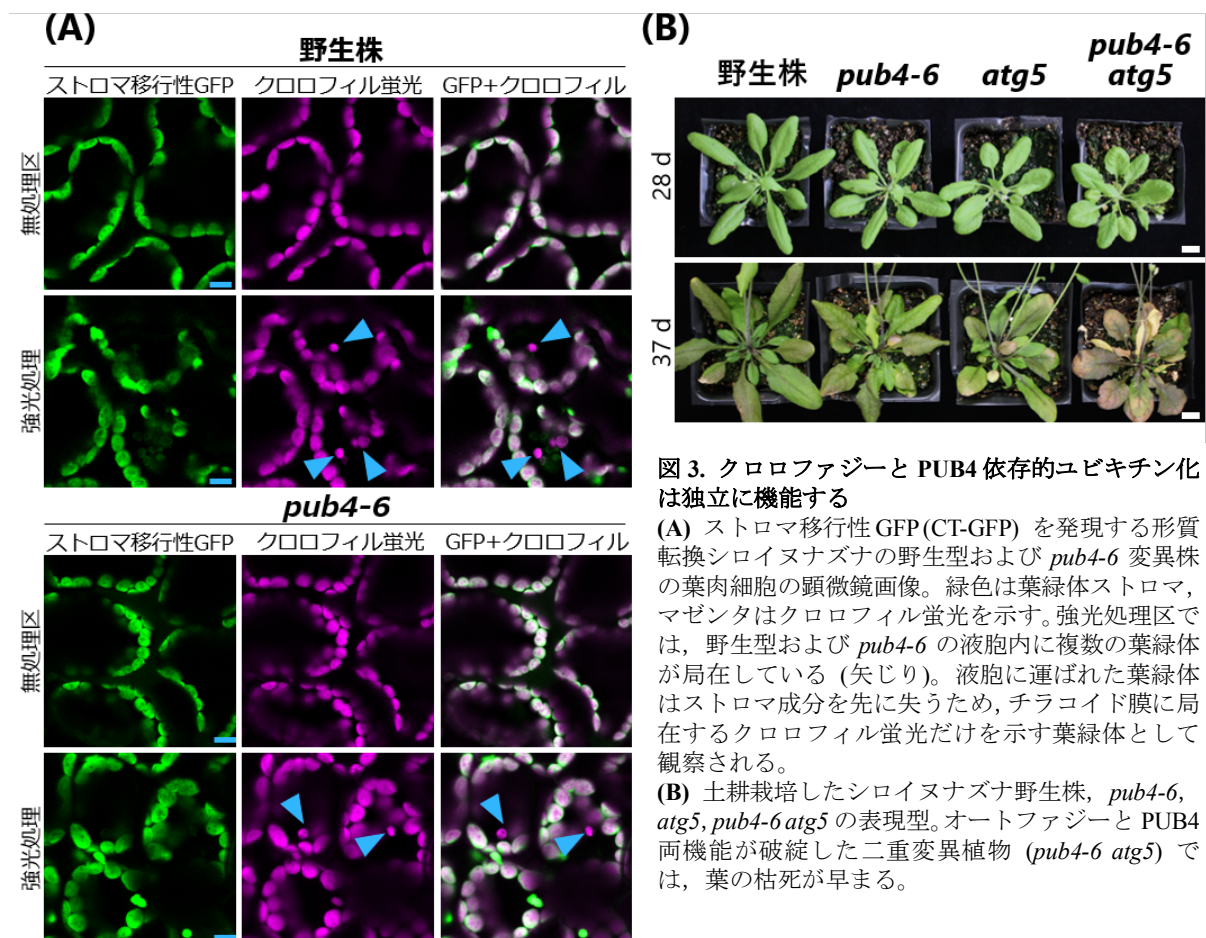 (A)
野生株
ストロマ移行性GFP クロロフィル蛍光 GFP+クロロフィル
無処理区
強光処理
pub4-6
ストロマ移行性GFP クロロフィル蛍光 GFP+クロロフィル
無処理区
強光処理
(B)
野生株 pub4-6 atg5 pub4-6 atg5
28 d
37 d
図 3. クロロファジーと PUB4 依存的ユビキチン化
は独立に機能する
(A) ストロマ移行性 GFP (CT-GFP) を発現する形質
転換シロイヌナズナの野生型および pub4-6 変異株
の葉肉細胞の顕微鏡画像。緑色は葉緑体ストロマ,
マゼンタはクロロフィル蛍光を示す。強光処理区で
は，野生型および pub4-6 の液胞内に複数の葉緑体
が局在している (矢じり)。液胞に運ばれた葉緑体
はストロマ成分を先に失うため, チラコイド膜に局
在するクロロフィル蛍光だけを示す葉緑体として
観察される。
(B) 土耕栽培したシロイヌナズナ野生株，pub4-6,
atg5, pub4-6 atg5 の表現型。オートファジーと PUB4
両機能が破綻した二重変異植物 (pub4-6 atg5) で
は，葉の枯死が早まる。